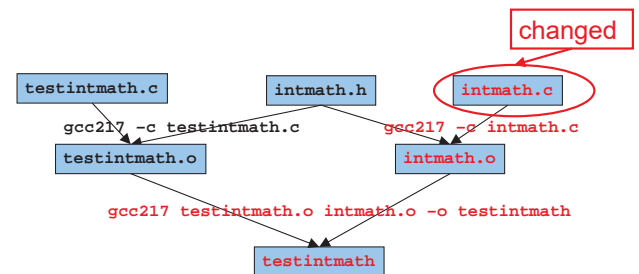 changed
testintmath.c
intmath.h
intmath.c
gcc217 -c testintmath.c
gcc217 -c intmath.c
testintmath.o
intmath.o
gcc217 testintmath.o intmath.o -o testintmath
testintmath